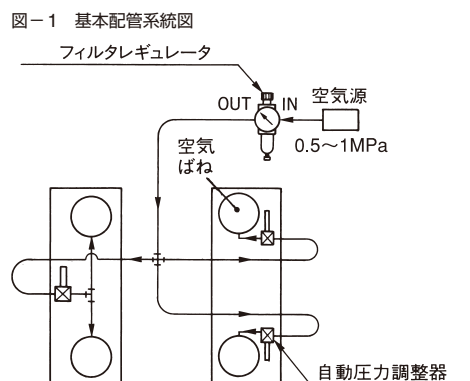 図－1　基本配管系統図
フィルタレギュレータ
OUT IN 空気源
0.5～1MPa
空気
ばね
自動圧力調整器